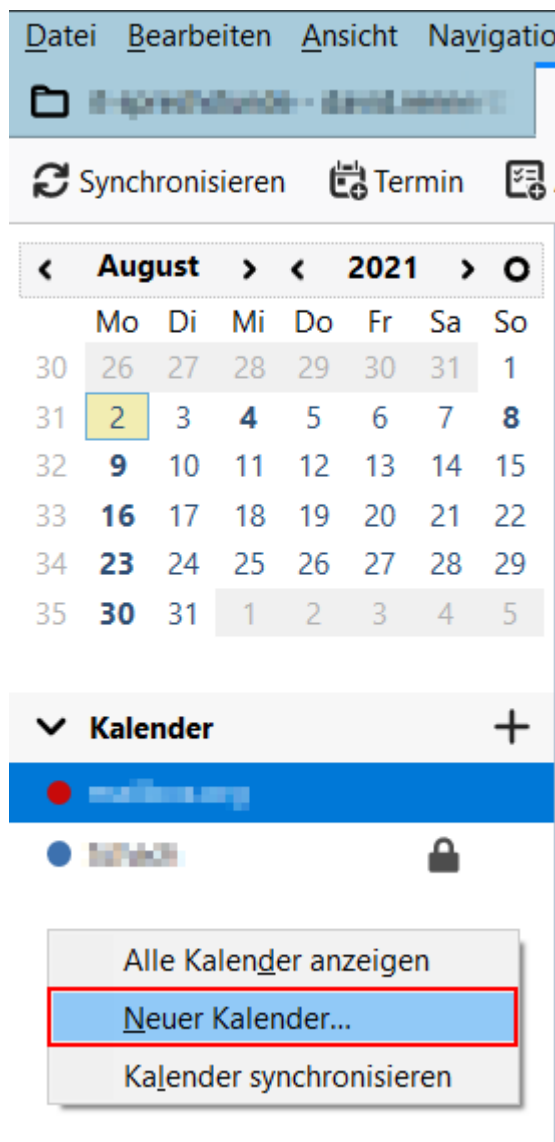 Datei Bearbeiten Ansicht Navigatio
Synchronisieren Termin
August 2021
Mo Di Mi Do Fr Sa So
30 26 27 28 29 30 31 1
31 2 3 4 5 6 7 8
32 9 10 11 12 13 14 15
33 16 17 18 19 20 21 22
34 23 24 25 26 27 28 29
35 30 31 1 2 3 4 5
Kalender
Alle Kalender anzeigen
Neuer Kalender...
Kalender synchronisieren